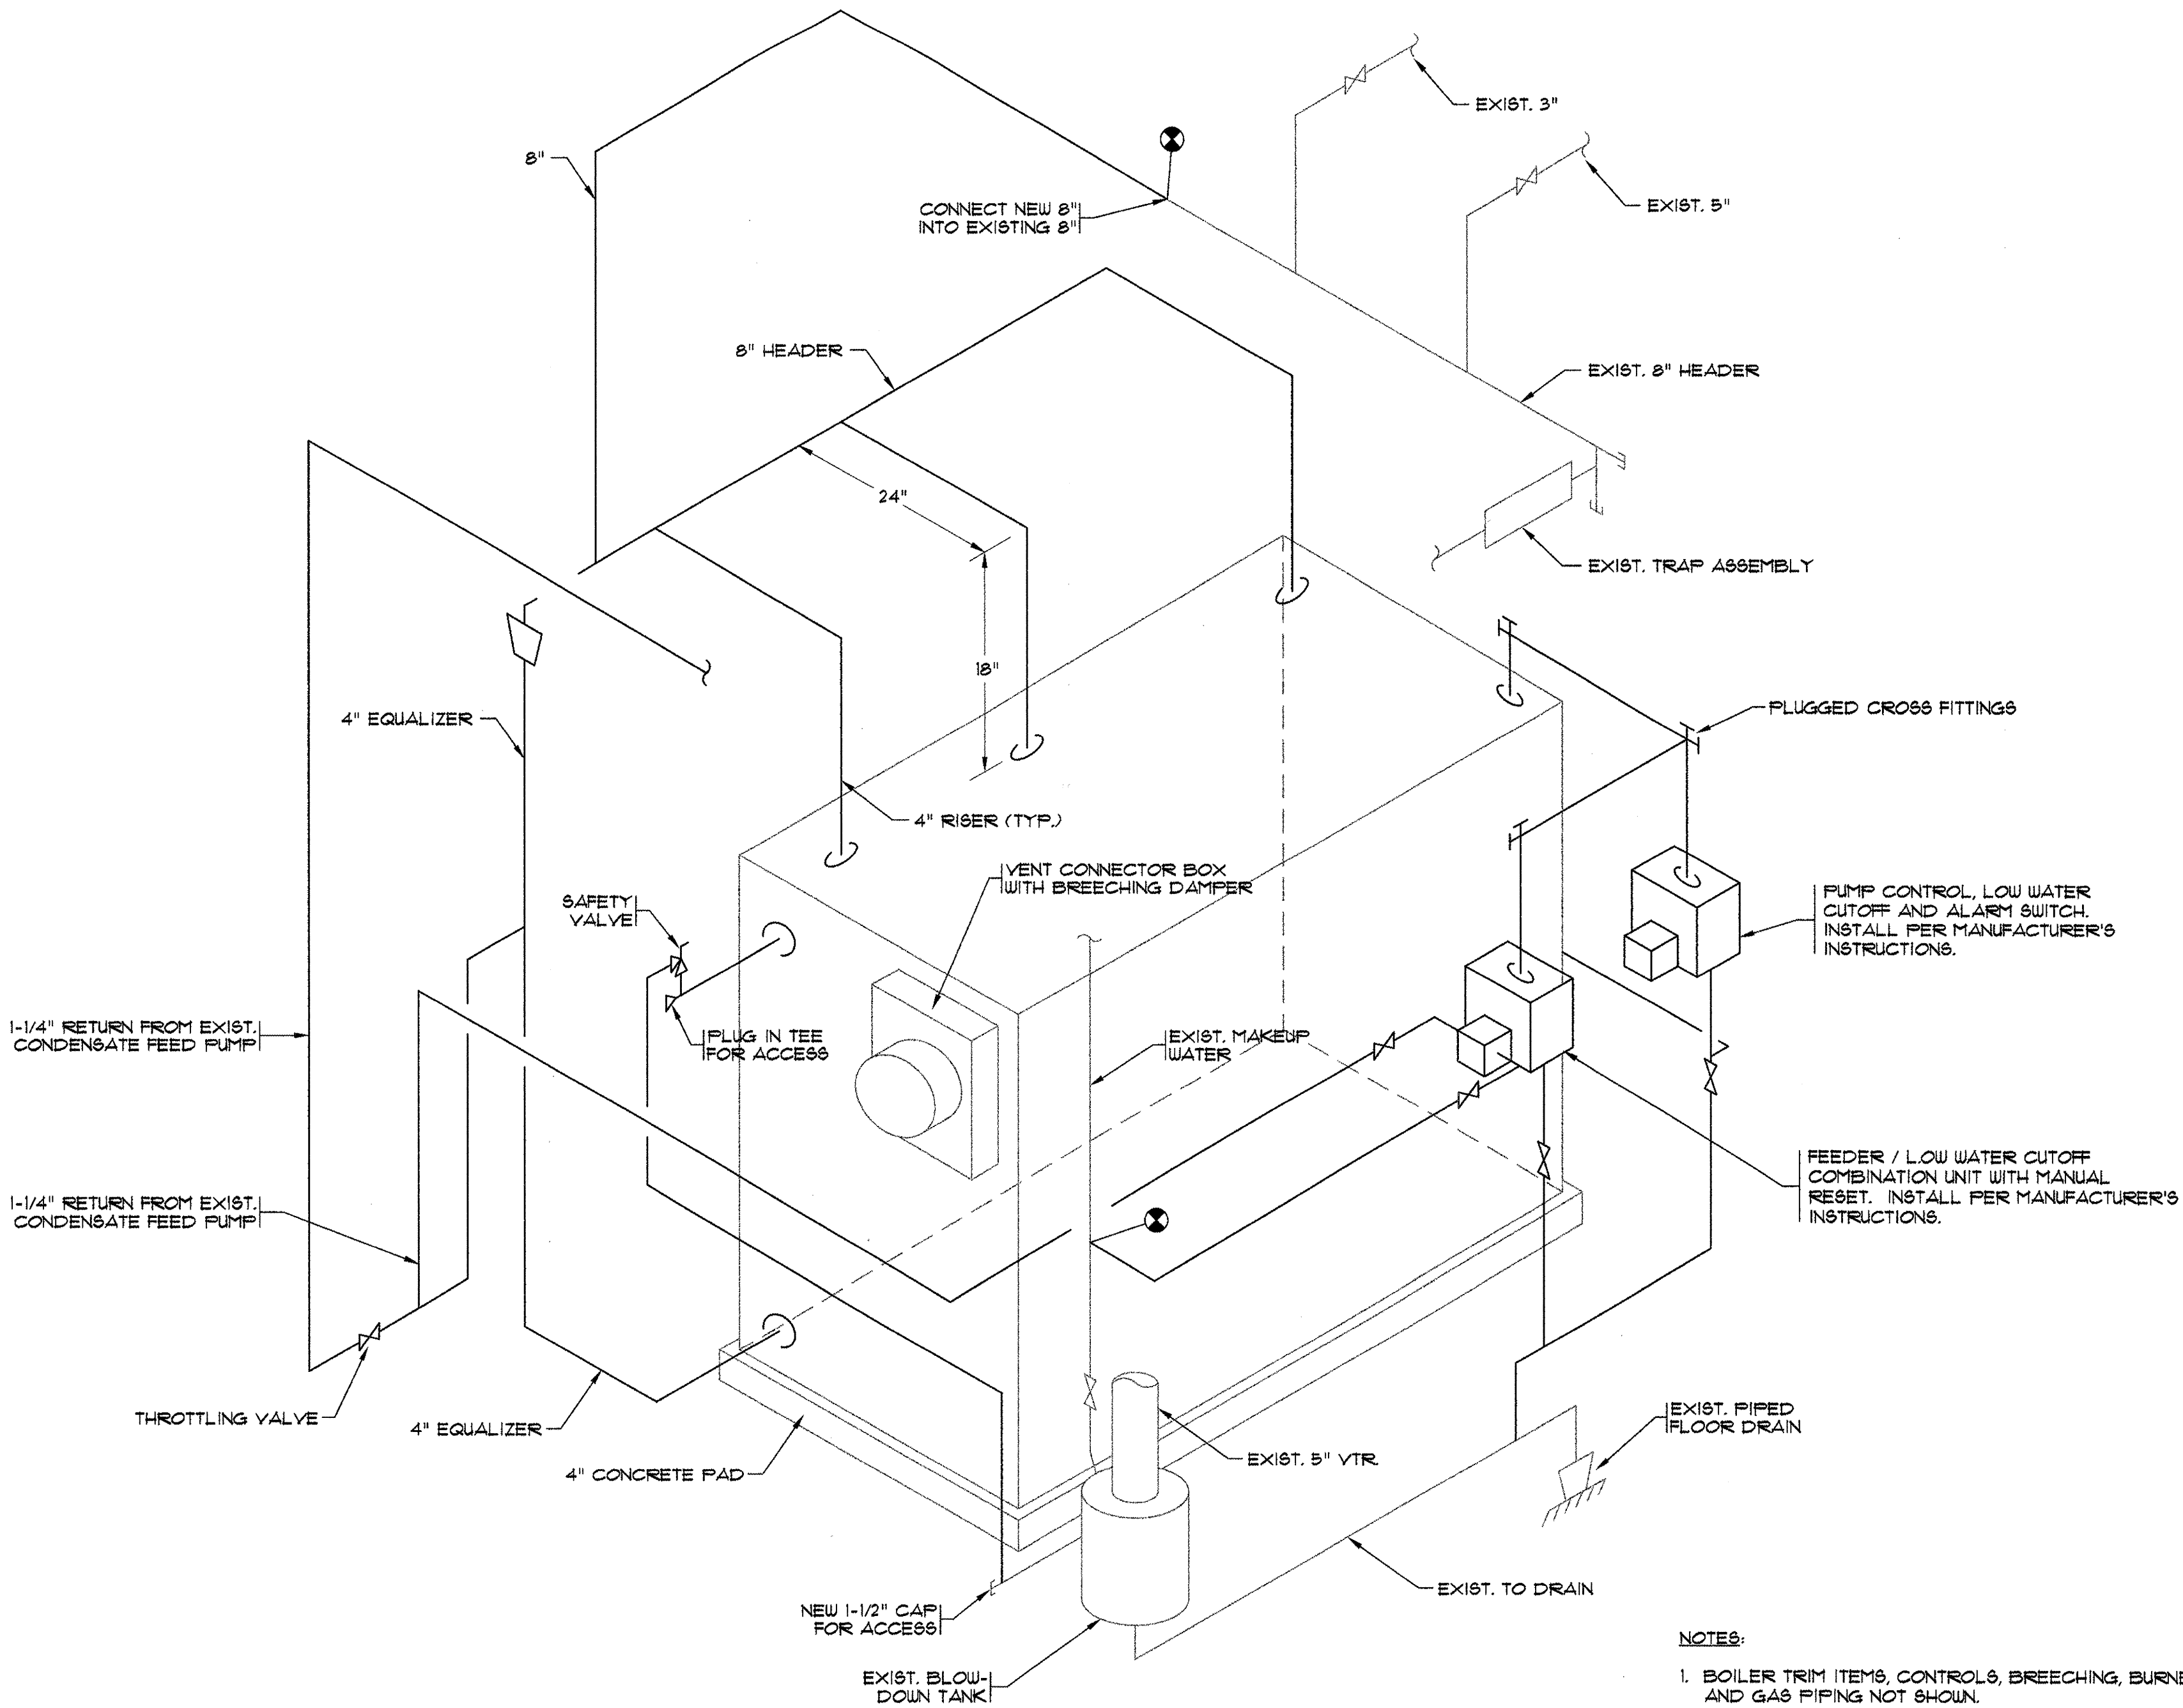 EXIST. 3"
8"
EXIST. 5"
CONNECT NEW 8"
INTO EXISTING 8"
8" HEADER
EXIST. 8" HEADER
24"
EXIST. TRAP ASSEMBLY
18"
4" EQUALIZER
PLUGGED CROSS FITTINGS
4" RISER (TYP.)
VENT CONNECTOR BOX
WITH BREECHING DAMPER
SAFETY
VALVE
PUMP CONTROL, LOW WATER
CUTOFF AND ALARM SWITCH.
INSTALL PER MANUFACTURER'S
INSTRUCTIONS.
1-1/4" RETURN FROM EXIST.
CONDENSATE FEED PUMP
PLUG IN TEE
FOR ACCESS
EXIST. MAKEUP
WATER
FEEDER / LOW WATER CUTOFF
COMBINATION UNIT WITH MANUAL
RESET. INSTALL PER MANUFACTURER'S
INSTRUCTIONS.
1-1/4" RETURN FROM EXIST.
CONDENSATE FEED PUMP
THROTTLING VALVE
4" EQUALIZER
4" CONCRETE PAD
EXIST. 5" VTR.
EXIST. PIPED
FLOOR DRAIN
EXIST. TO DRAIN
NEW 1-1/2" CAP
FOR ACCESS
EXIST. BLOW-
DOWN TANK
NOTES:
1. BOILER TRIM ITEMS, CONTROLS, BREECHING, BURNE
AND GAS PIPING NOT SHOWN.